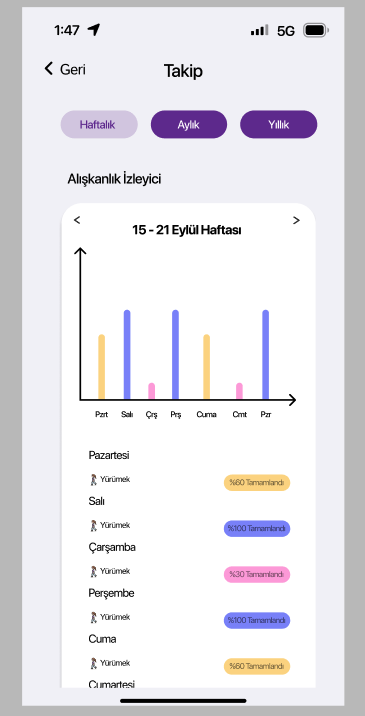 1:47
5G
Geri
Takip
Haftalık
Aylık
Yıllık
Alışkanlık İzleyici
<
15 - 21 Eylül Haftası
>
Pzrt Salı Çrş Prş Cuma Cmt Pzr
Pazartesi
Yürümek
%60 Tamamlandı
Salı
Yürümek
%100 Tamamlandı
Çarşamba
Yürümek
%30 Tamamlandı
Perşembe
Yürümek
%100 Tamamlandı
Cuma
Yürümek
%60 Tamamlandı
Cumartesi